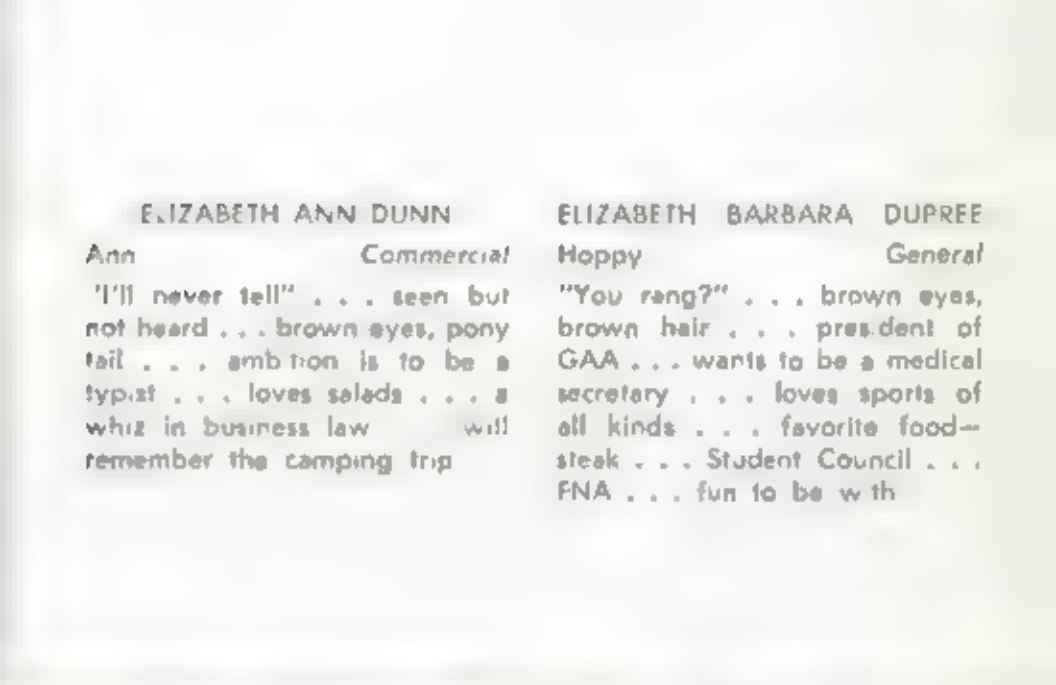 ELIZABETH ANN DUNN
Ann Commercial
"I'll never tell" . . . seen but
not heard . . . brown eyes, pony
tail . . . ambition is to be a
typist . . . loves salads . . . a
whiz in business law will
remember the camping trip
ELIZABETH BARBARA DUPREE
Hoppy General
"You rang?" . . . brown eyes,
brown hair . . . president of
GAA . . . wants to be a medical
secretary . . . loves sports of
all kinds . . . favorite food—
steak . . . Student Council . . .
FNA . . . fun to be with